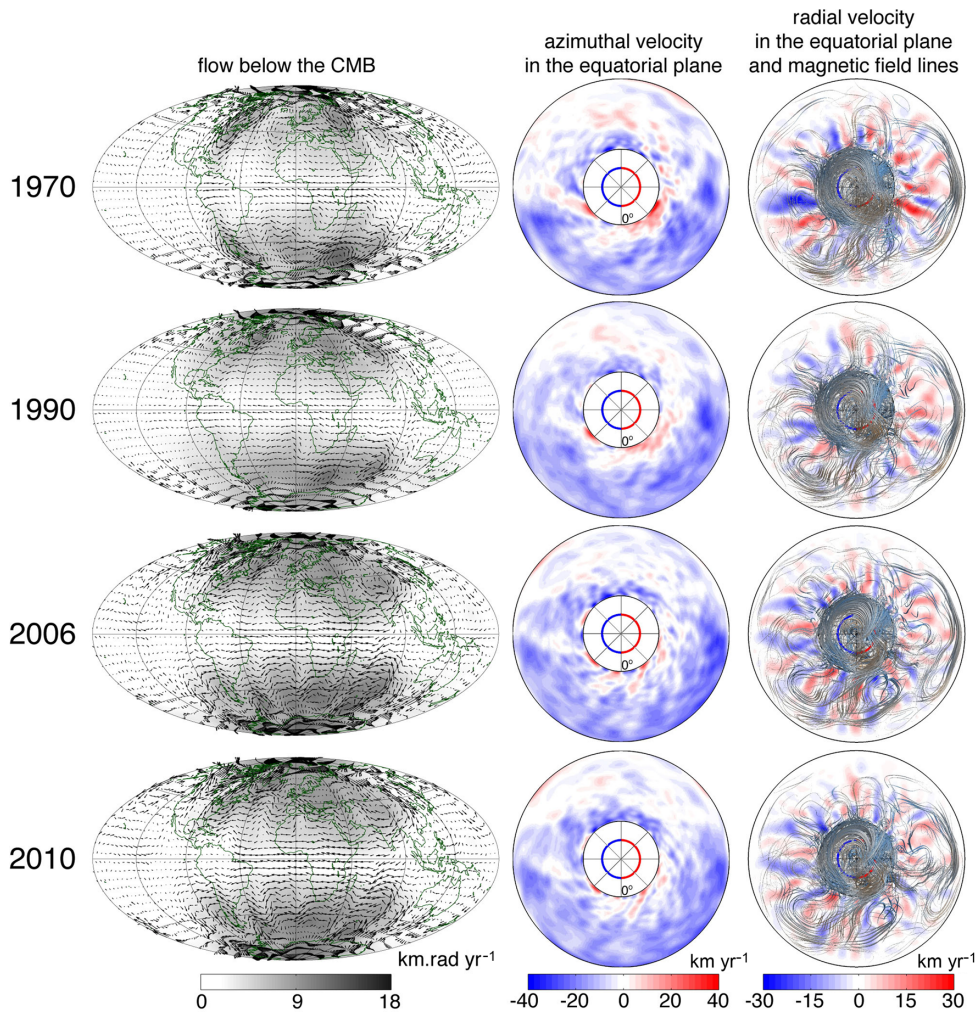 flow below the CMB
azimuthal velocity
in the equatorial plane
radial velocity
in the equatorial plane
and magnetic field lines
1970
0°
1990
0°
2006
0°
2010
0°
km.rad yr⁻¹
0 9 18
km yr⁻¹
-40 -20 0 20 40
km yr⁻¹
-30 -15 0 15 30